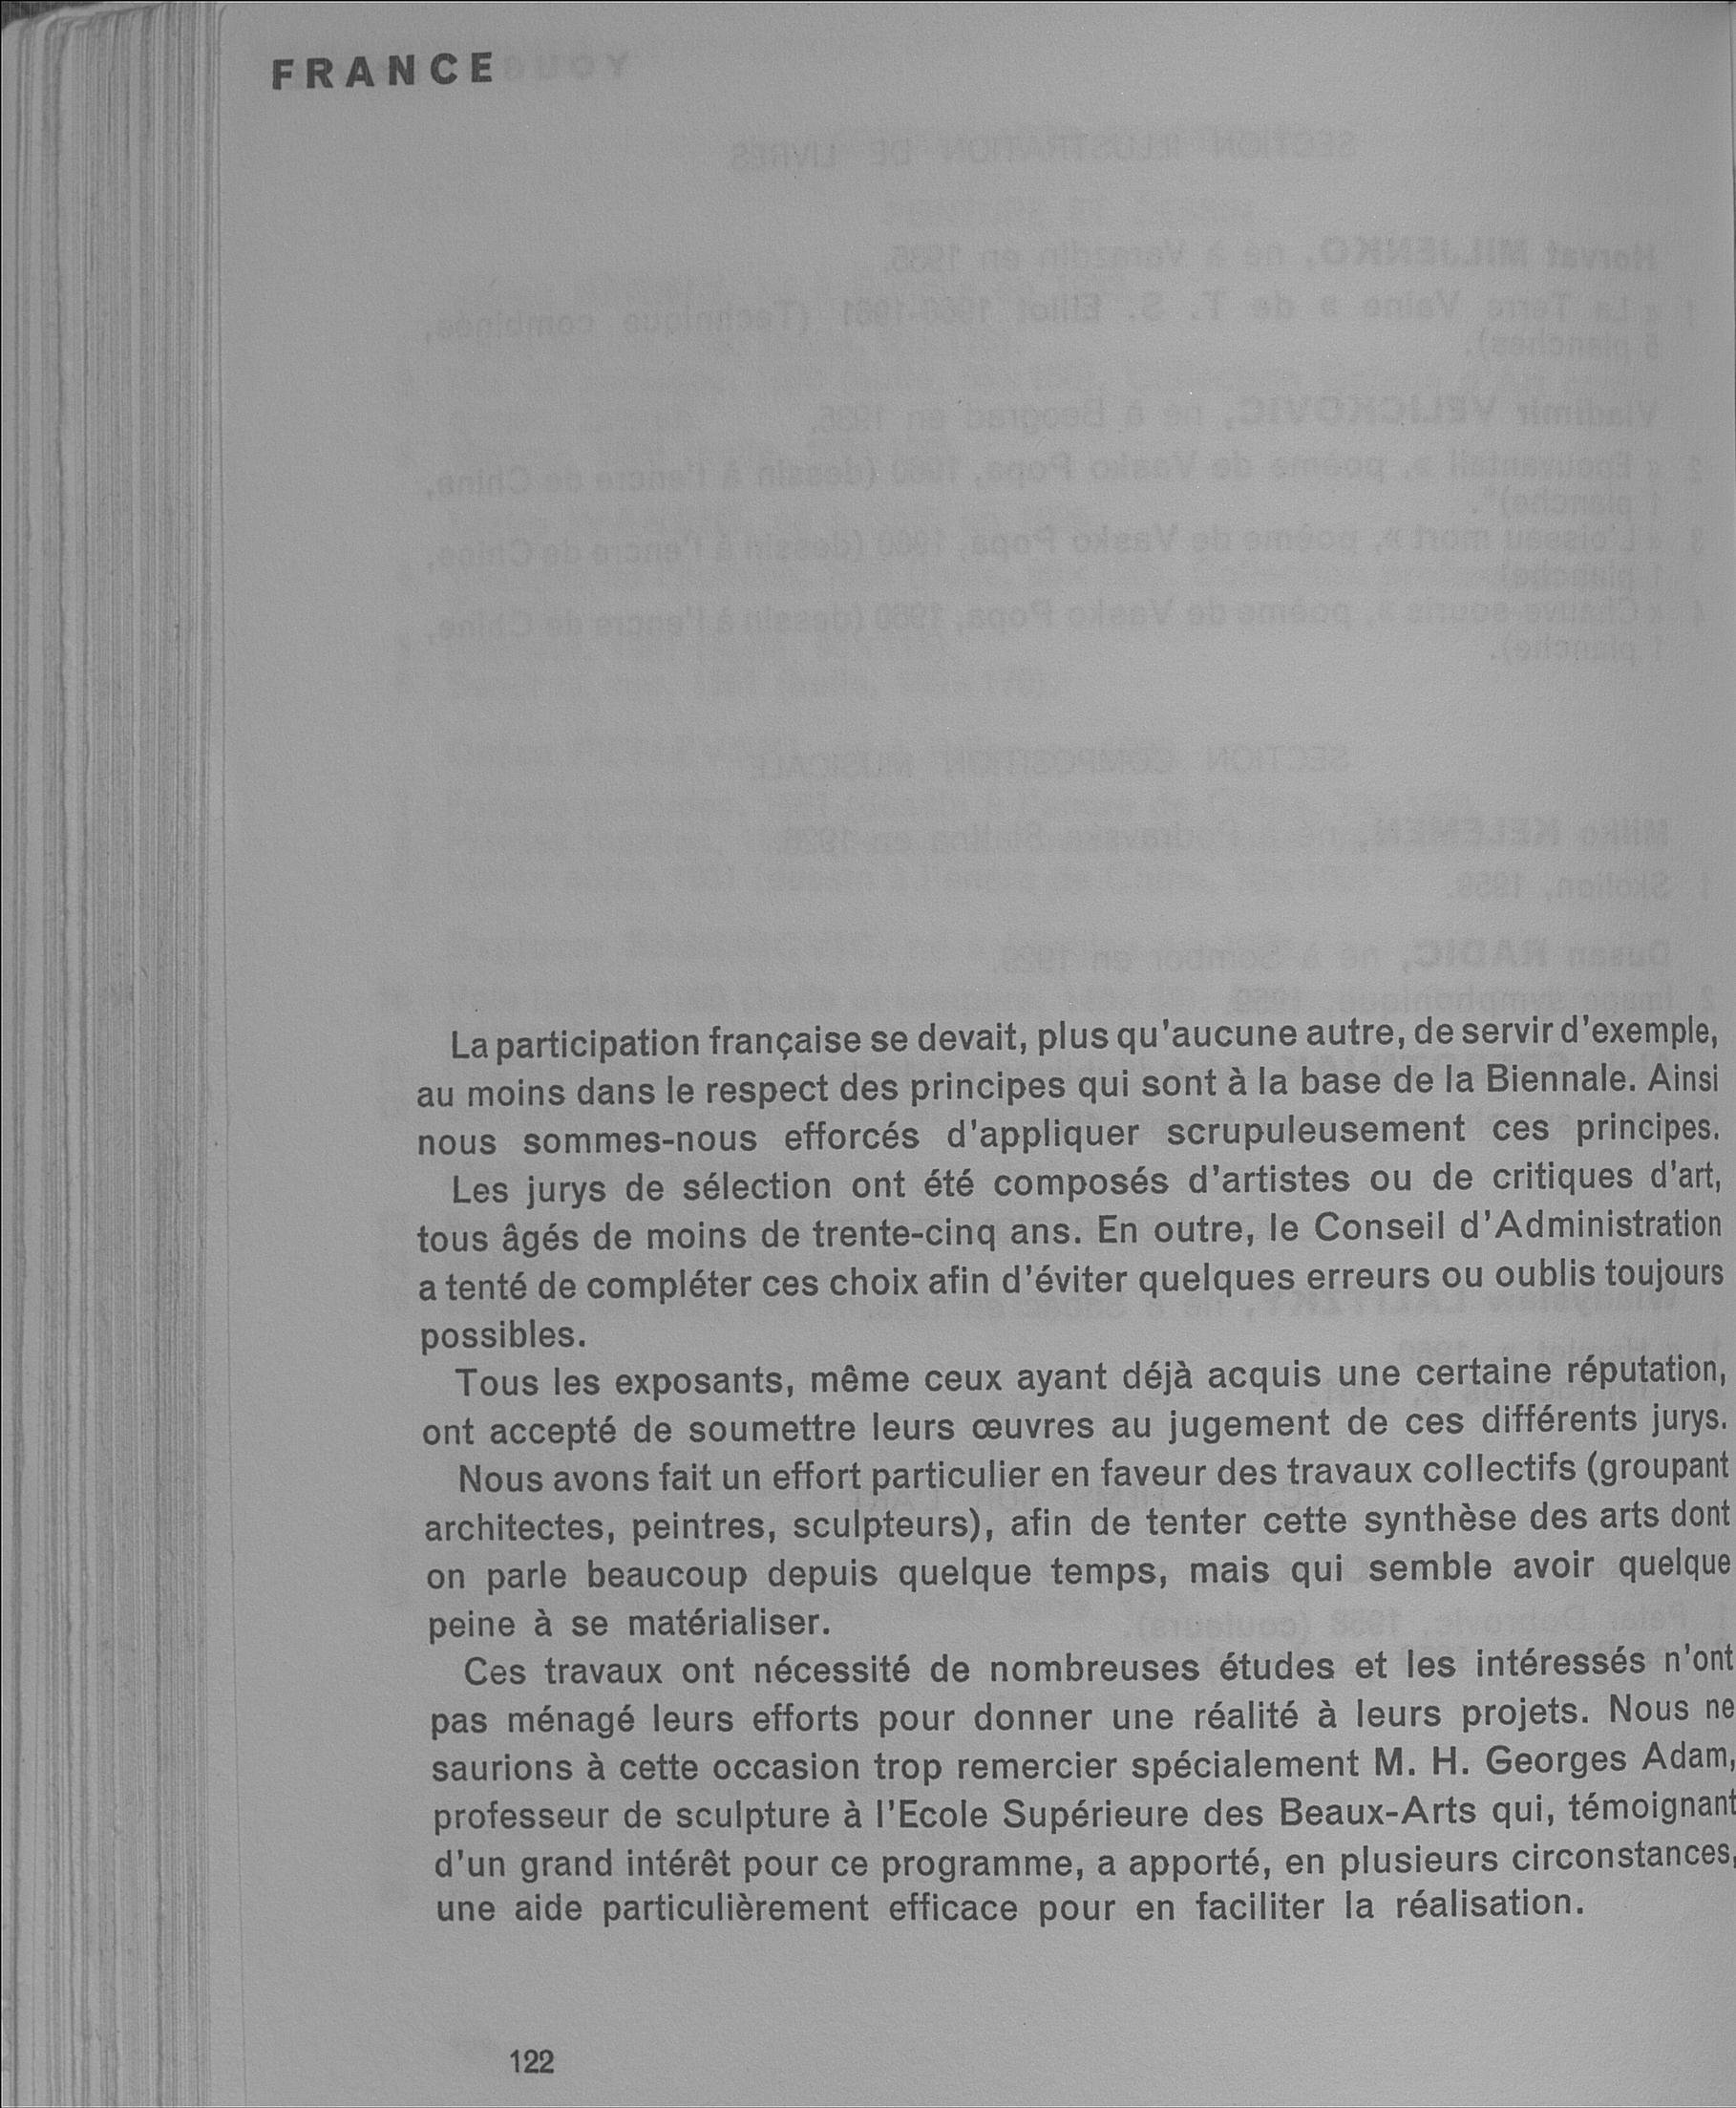 FRANCE
La participation française se devait, plus qu'aucune autre, de servir d'exemple,
au moins dans le respect des principes qui sont à la base de la Biennale. Ainsi
nous sommes-nous efforcés d'appliquer scrupuleusement ces principes.
Les jurys de sélection ont été composés d'artistes ou de critiques d'art,
tous âgés de moins de trente-cinq ans. En outre, le Conseil d'Administration
a tenté de compléter ces choix afin d'éviter quelques erreurs ou oublis toujours
possibles.
Tous les exposants, même ceux ayant déjà acquis une certaine réputation,
ont accepté de soumettre leurs œuvres au jugement de ces différents jurys.
Nous avons fait un effort particulier en faveur des travaux collectifs (groupant
architectes, peintres, sculpteurs), afin de tenter cette synthèse des arts dont
on parle beaucoup depuis quelque temps, mais qui semble avoir quelque
peine à se matérialiser.
Ces travaux ont nécessité de nombreuses études et les intéressés n'ont
pas ménagé leurs efforts pour donner une réalité à leurs projets. Nous ne
saurions à cette occasion trop remercier spécialement M. H. Georges Adam,
professeur de sculpture à l'Ecole Supérieure des Beaux-Arts qui, témoignant
d'un grand intérêt pour ce programme, a apporté, en plusieurs circonstances,
une aide particulièrement efficace pour en faciliter la réalisation.
122